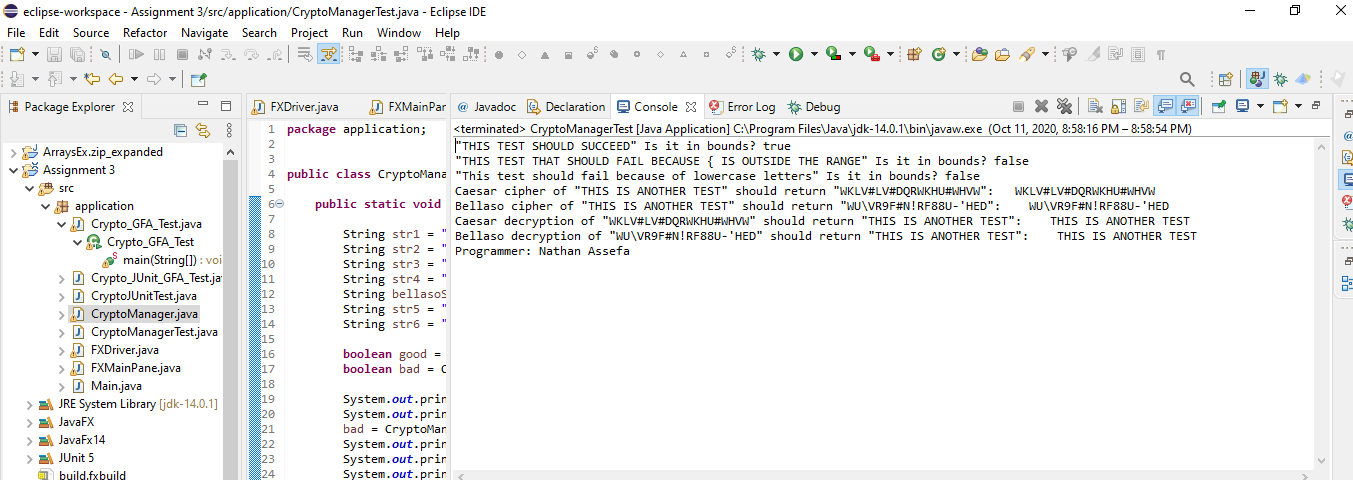 eclipse-workspace - Assignment 3/src/application/CryptoManagerTest.java - Eclipse IDE
File Edit Source Refactor Navigate Search Project Run Window Help
Package Explorer
ArraysEx.zip_expanded
Assignment 3
src
application
Crypto_GFA_Test.java
Crypto_GFA_Test
main(String[]) : voi
Crypto_JUnit_GFA_Test.ja
CryptoJUnitTest.java
CryptoManager.java
CryptoManagerTest.java
FXDriver.java
FXMainPane.java
Main.java
JRE System Library [jdk-14.0.1]
JavaFX
JavaFx14
JUnit 5
build.fxbuild
FXDriver.java FXMainPar
1 package application;
2
3
4 public class CryptoMana
5
6 public static void
7
8 String str1 = "
9 String str2 = "
10 String str3 = "
11 String str4 = "
12 String bellasoS
13 String str5 = "
14 String str6 = "
15
16 boolean good =
17 boolean bad = C
18
19 System.out.prin
20 System.out.prin
21 bad = CryptoMan
22 System.out.prin
23 System.out.prin
24 System.out.prin
Javadoc Declaration Console Error Log Debug
<terminated> CryptoManagerTest [Java Application] C:\Program Files\Java\jdk-14.0.1\bin\javaw.exe (Oct 11, 2020, 8:58:16 PM – 8:58:54 PM)
"THIS TEST SHOULD SUCCEED" Is it in bounds? true
"THIS TEST THAT SHOULD FAIL BECAUSE { IS OUTSIDE THE RANGE" Is it in bounds? false
"This test should fail because of lowercase letters" Is it in bounds? false
Caesar cipher of "THIS IS ANOTHER TEST" should return "WKLV#LV#DQRWKHU#WHVW": WKLV#LV#DQRWKHU#WHVW
Bellaso cipher of "THIS IS ANOTHER TEST" should return "WU\VR9F#N!RF88U-'HED": WU\VR9F#N!RF88U-'HED
Caesar decryption of "WKLV#LV#DQRWKHU#WHVW" should return "THIS IS ANOTHER TEST": THIS IS ANOTHER TEST
Bellaso decryption of "WU\VR9F#N!RF88U-'HED" should return "THIS IS ANOTHER TEST": THIS IS ANOTHER TEST
Programmer: Nathan Assefa